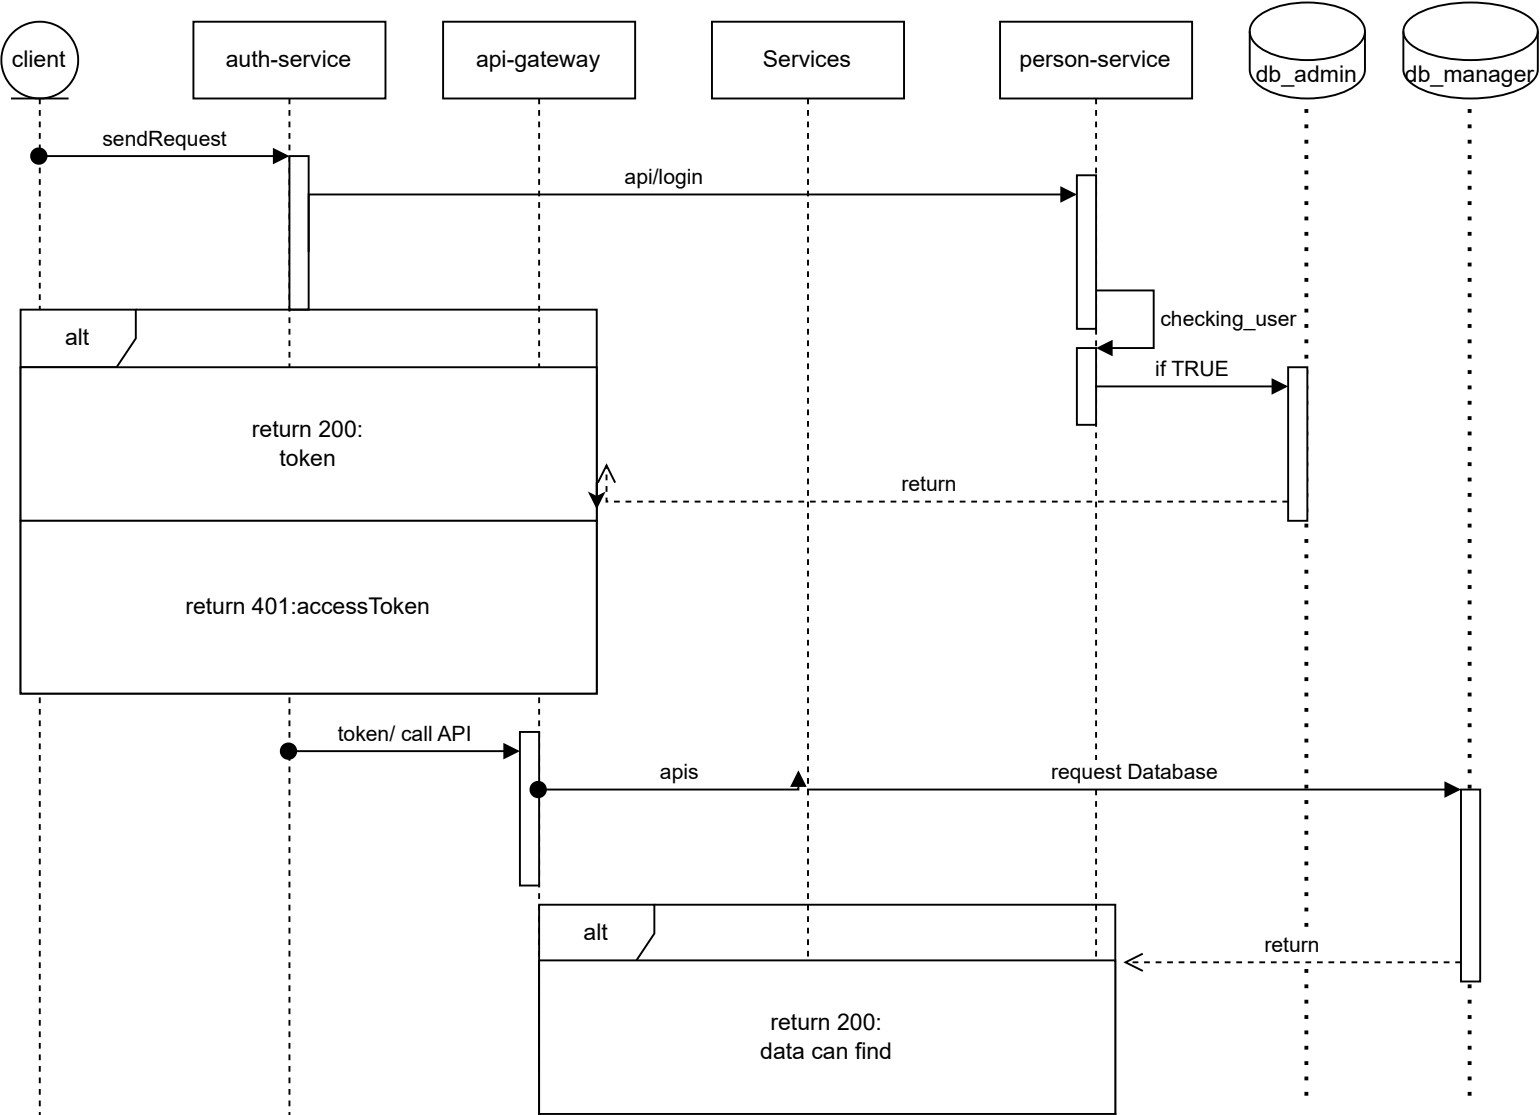 client
auth-service
api-gateway
Services
person-service
db_admin
db_manager
sendRequest
api/login
checking_user
alt
if TRUE
return 200:
token
return
return 401:accessToken
token/ call API
apis
request Database
alt
return
return 200:
data can find